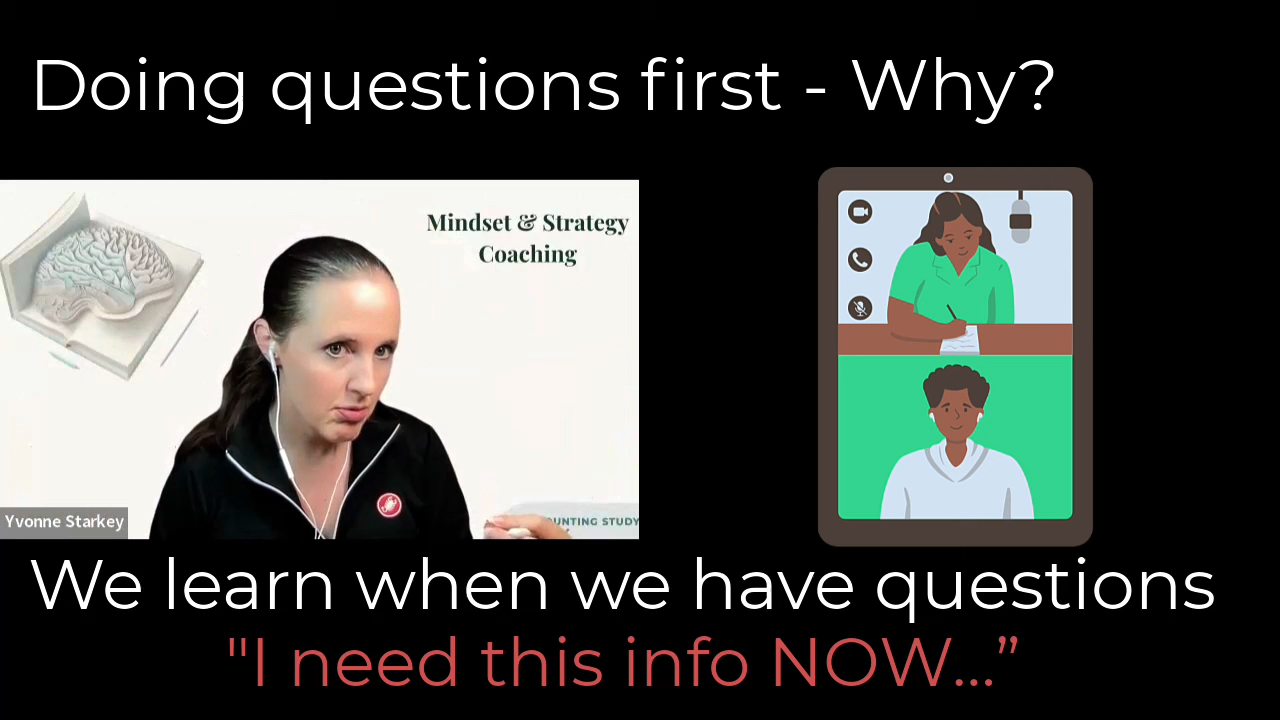 Doing questions first - Why?
Mindset & Strategy
Coaching
Yvonne Starkey
UNTING STUDY
We learn when we have questions
"I need this info NOW...”